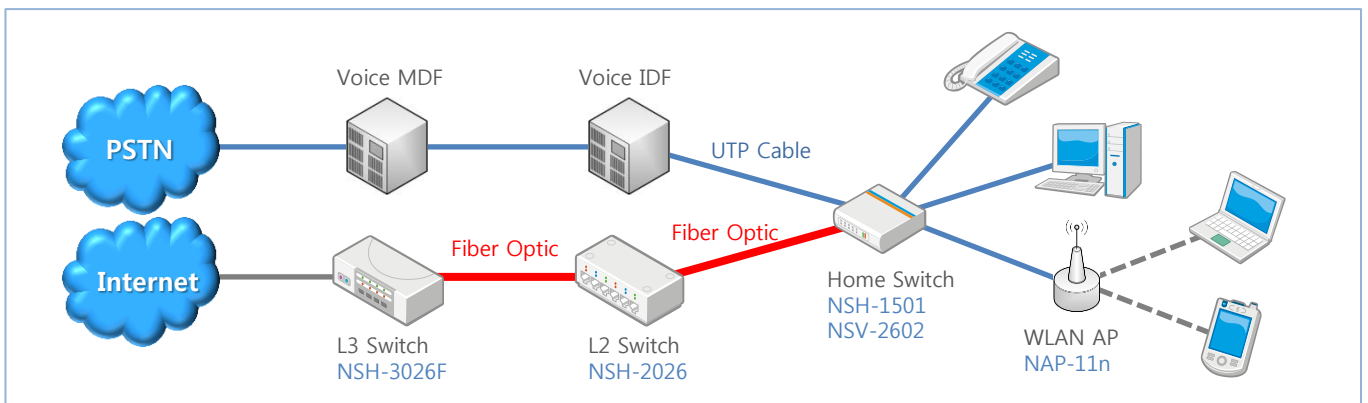 Voice MDF
Voice IDF
PSTN
UTP Cable
Fiber Optic
Fiber Optic
Internet
Home Switch
NSH-1501
NSV-2602
L3 Switch
NSH-3026F
L2 Switch
NSH-2026
WLAN AP
NAP-11n